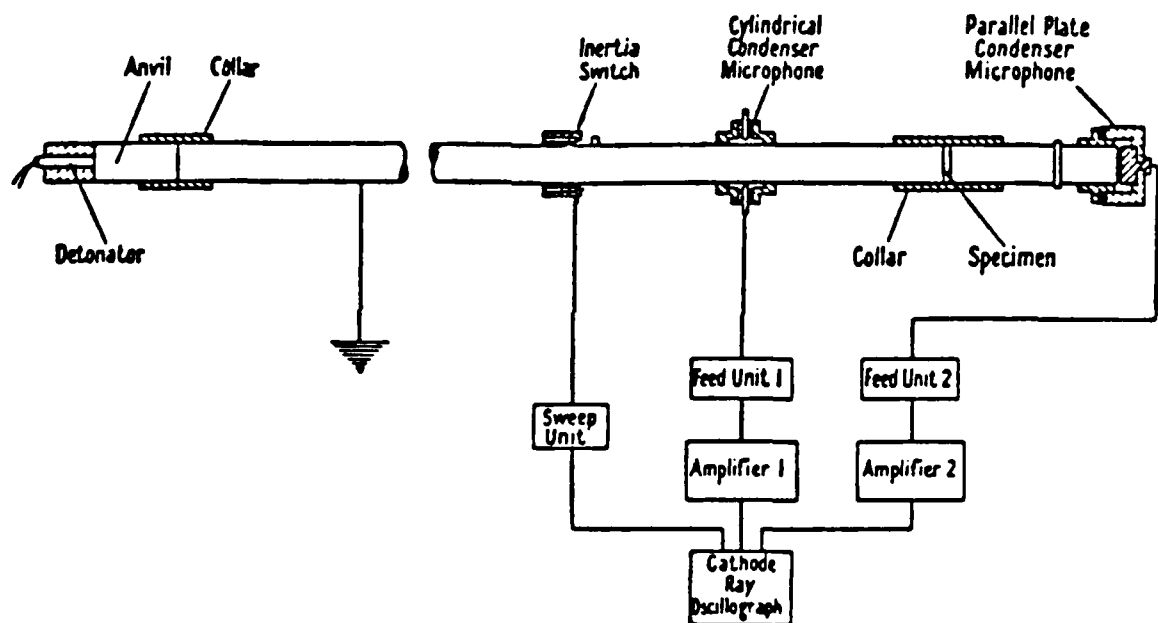 Anvil
Collar
Inertia
Switch
Cylindrical
Condenser
Microphone
Parallel Plate
Condenser
Microphone
Detonator
Collar
Specimen
Feed Unit 1
Feed Unit 2
Sweep
Unit
Amplifier 1
Amplifier 2
Cathode
Ray
Oscillograph